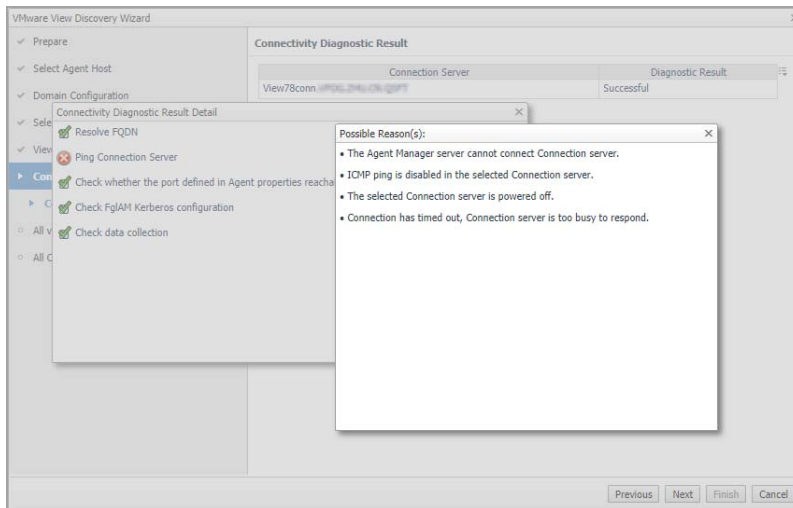 VMware View Discovery Wizard
Prepare
Select Agent Host
Domain Configuration
Sele
View
Con
C
All v
All C
Connectivity Diagnostic Result
Connection Server
Diagnostic Result
View78conn.
Successful
Connectivity Diagnostic Result Detail
Resolve FQDN
Ping Connection Server
Check whether the port defined in Agent properties reacha
Check FglAM Kerberos configuration
Check data collection
Possible Reason(s):
• The Agent Manager server cannot connect Connection server.
• ICMP ping is disabled in the selected Connection server.
• The selected Connection server is powered off.
• Connection has timed out, Connection server is too busy to respond.
Previous
Next
Finish
Cancel